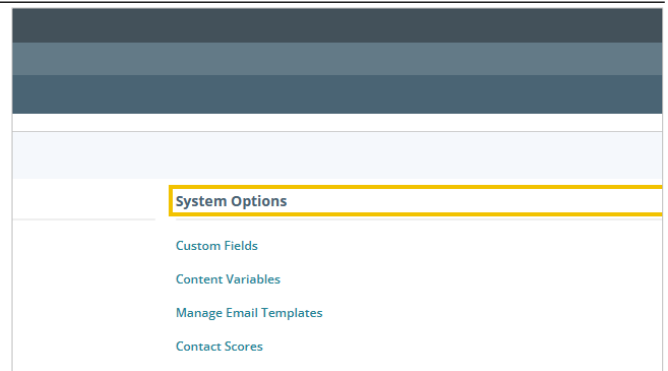 System Options
Custom Fields
Content Variables
Manage Email Templates
Contact Scores